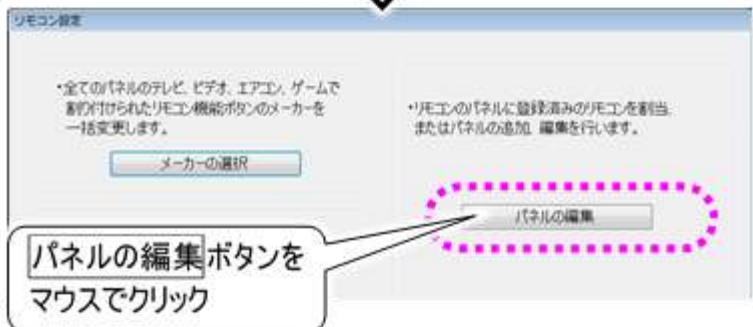 リモコン設定
・全てのパネルのテレビ、ビデオ、エアコン、ゲームで
割り付けられたリモコン機能ボタンのメーカーを
一括変更します。
メーカーの選択
・リモコンのパネルに登録済みのリモコンを割当、
またはパネルの追加、編集を行います。
パネルの編集
パネルの編集ボタンを
マウスでクリック